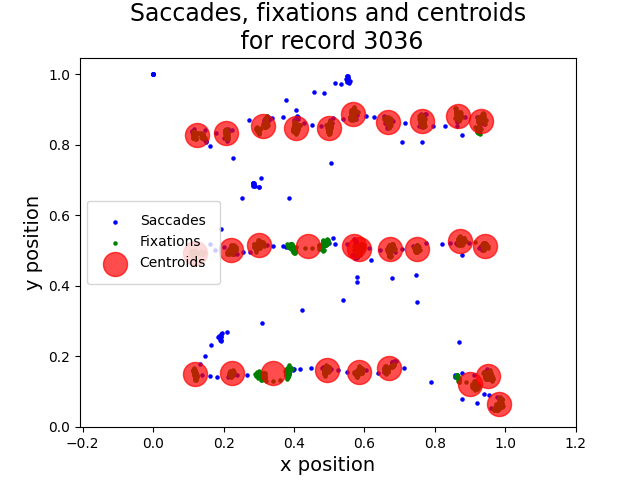 Saccades, fixations and centroids
for record 3036
y position
1.0
0.8
0.6
0.4
0.2
0.0
Saccades
Fixations
Centroids
−0.2 0.0 0.2 0.4 0.6 0.8 1.0 1.2
x position